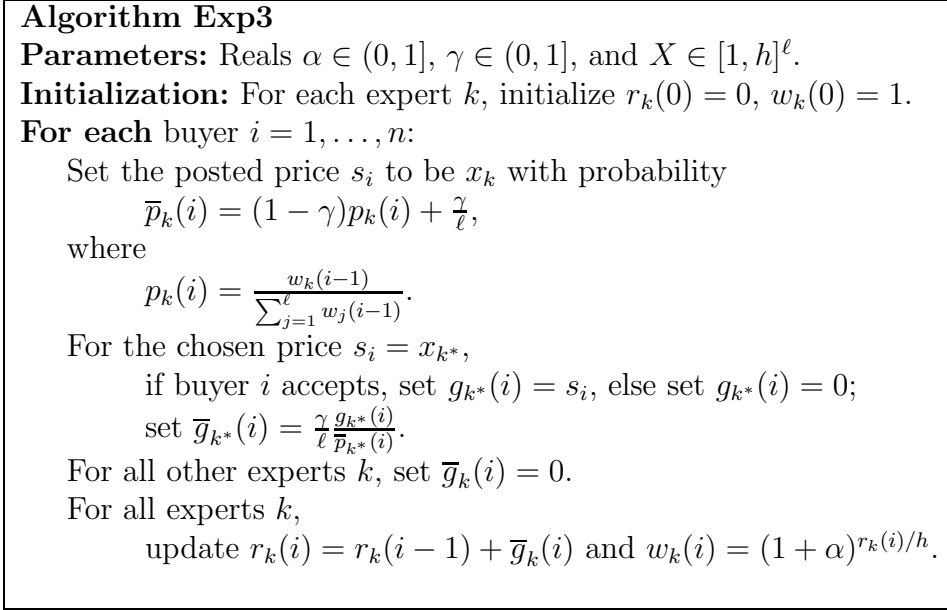 Algorithm Exp3
Parameters: Reals α ∈ (0, 1], γ ∈ (0, 1], and X ∈ [1, h]^ℓ.
Initialization: For each expert k, initialize r_k(0) = 0, w_k(0) = 1.
For each buyer i = 1, . . . , n:
Set the posted price s_i to be x_k with probability
p̅_k(i) = (1 − γ)p_k(i) + γ/ℓ,
where
p_k(i) = w_k(i−1) / ∑_{j=1}^{ℓ} w_j(i−1).
For the chosen price s_i = x_{k*},
if buyer i accepts, set g_{k*}(i) = s_i, else set g_{k*}(i) = 0;
set g̅_{k*}(i) = γ/ℓ g_{k*}(i)/p̅_{k*}(i).
For all other experts k, set g̅_k(i) = 0.
For all experts k,
update r_k(i) = r_k(i − 1) + g̅_k(i) and w_k(i) = (1 + α)^{r_k(i)/h}.